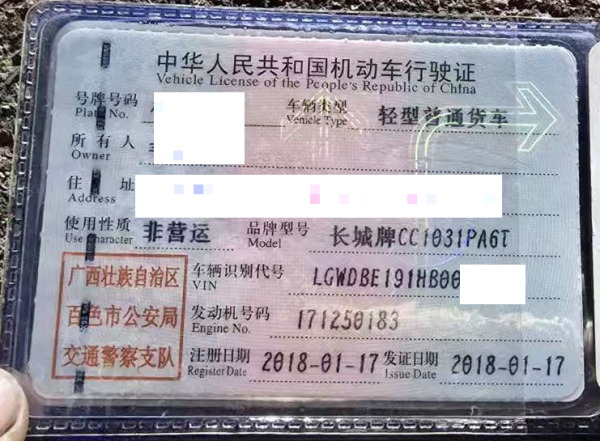 中华人民共和国机动车行驶证
Vehicle License of the People's Republic of China
号牌号码 Plate No. 车辆类型 Vehicle Type 轻型普通货车
所有人 Owner
住址
使用性质 Use Character 非营运 品牌型号 Model 长城牌CC1031PA6T
广西壮族自治区
百色市公安局
交通警察支队
车辆识别代号 VIN LGWDBE191HB00
发动机号码 Engine No. 171250183
注册日期 Register Date 2018-01-17 发证日期 Issue Date 2018-01-17